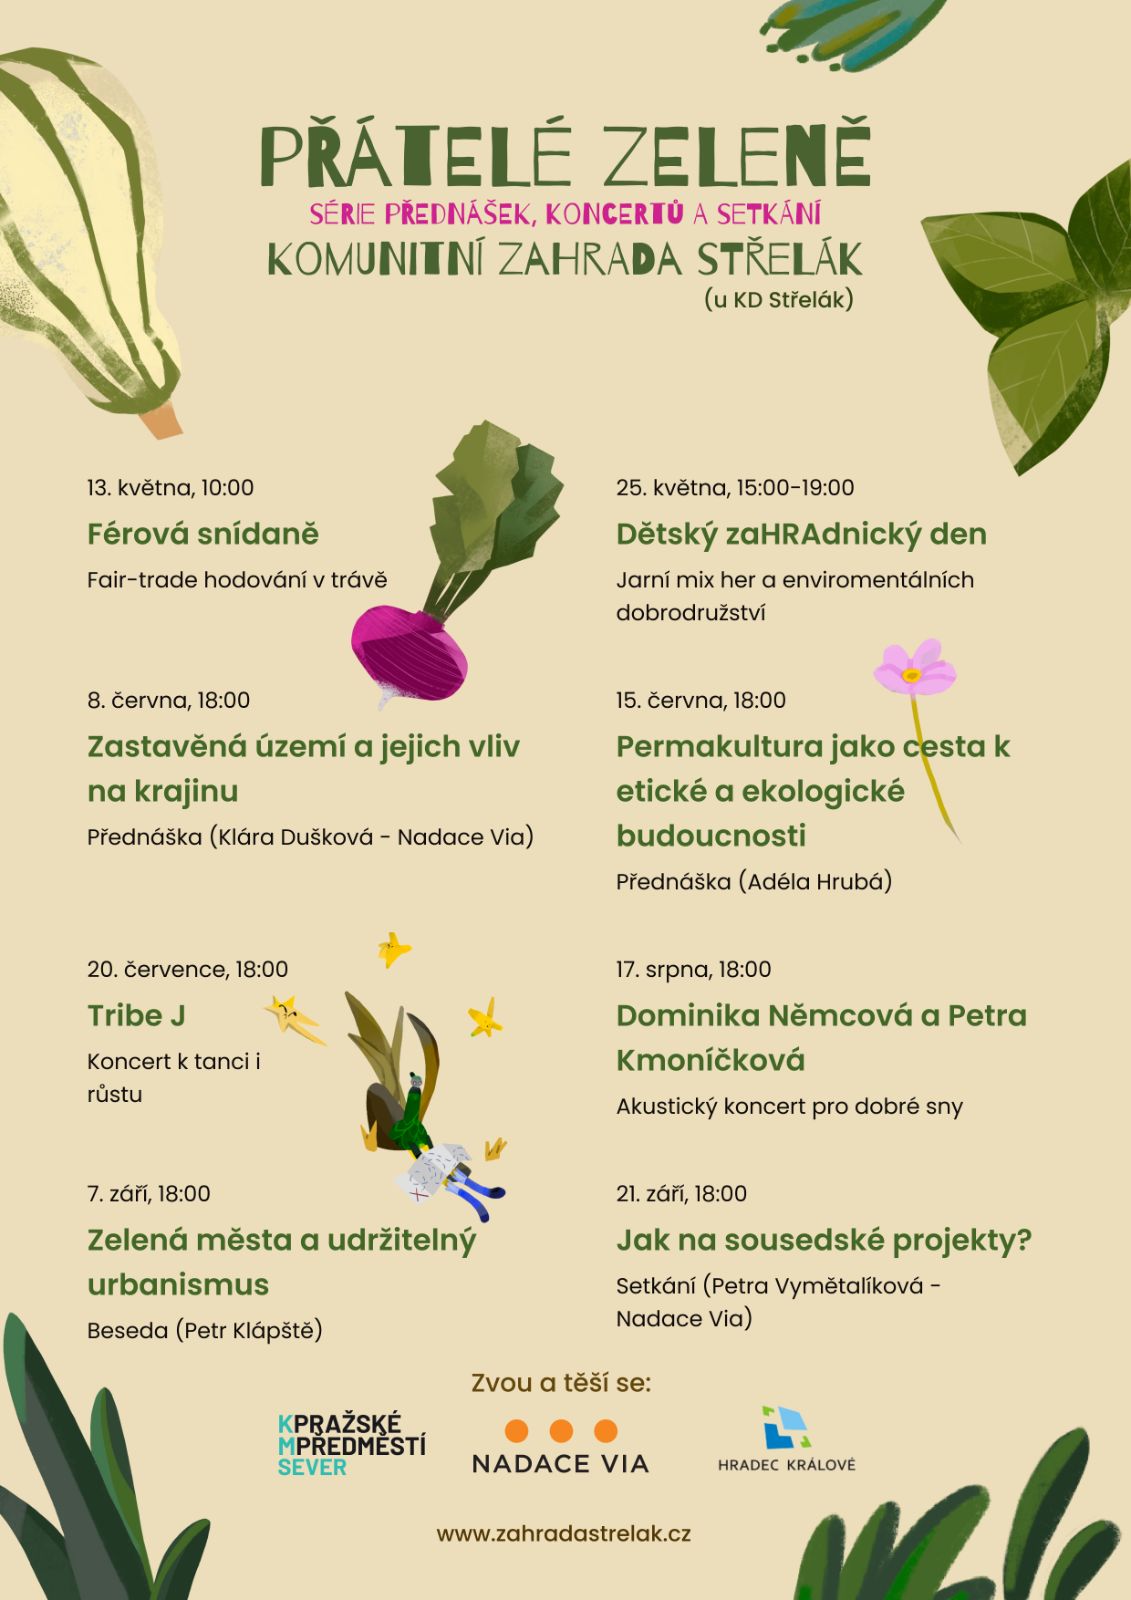 PŘÁTELÉ ZELENĚ
SÉRIE PŘEDNÁŠEK, KONCERTŮ A SETKÁNÍ
KOMUNITNÍ ZAHRADA STŘELÁK
(u KD Střelák)
13. května, 10:00
Férová snídaně
Fair-trade hodování v trávě
25. května, 15:00-19:00
Dětský zaHRAdnický den
Jarní mix her a enviromentálních
dobrodružství
8. června, 18:00
Zastavěná území a jejich vliv
na krajinu
Přednáška (Klára Dušková - Nadace Via)
15. června, 18:00
Permakultura jako cesta k
etické a ekologické
budoucnosti
Přednáška (Adéla Hrubá)
20. července, 18:00
Tribe J
Koncert k tanci i
růstu
17. srpna, 18:00
Dominika Němcová a Petra
Kmoníčková
Akustický koncert pro dobré sny
7. září, 18:00
Zelená města a udržitelný
urbanismus
Beseda (Petr Klápště)
21. září, 18:00
Jak na sousedské projekty?
Setkání (Petra Vymětalíková -
Nadace Via)
Zvou a těší se:
KPRAŽSKÉ
MPŘEDMĚSTÍ
SEVER
NADACE VIA
HRADEC KRÁLOVÉ
www.zahradastrelak.cz